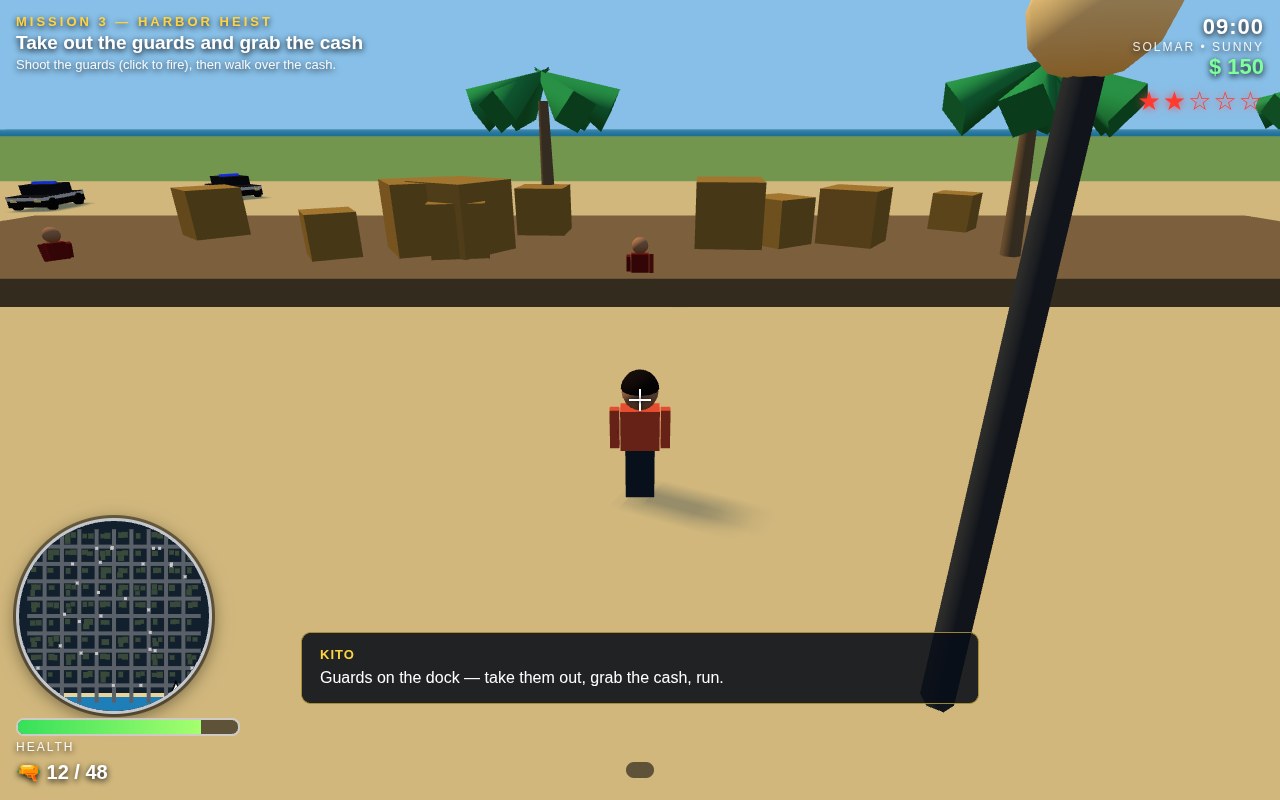 MISSION 3 — HARBOR HEIST
Take out the guards and grab the cash
Shoot the guards (click to fire), then walk over the cash.
09:00
SOLMAR • SUNNY
$ 150
★★☆☆☆
KITO
Guards on the dock — take them out, grab the cash, run.
HEALTH
12 / 48